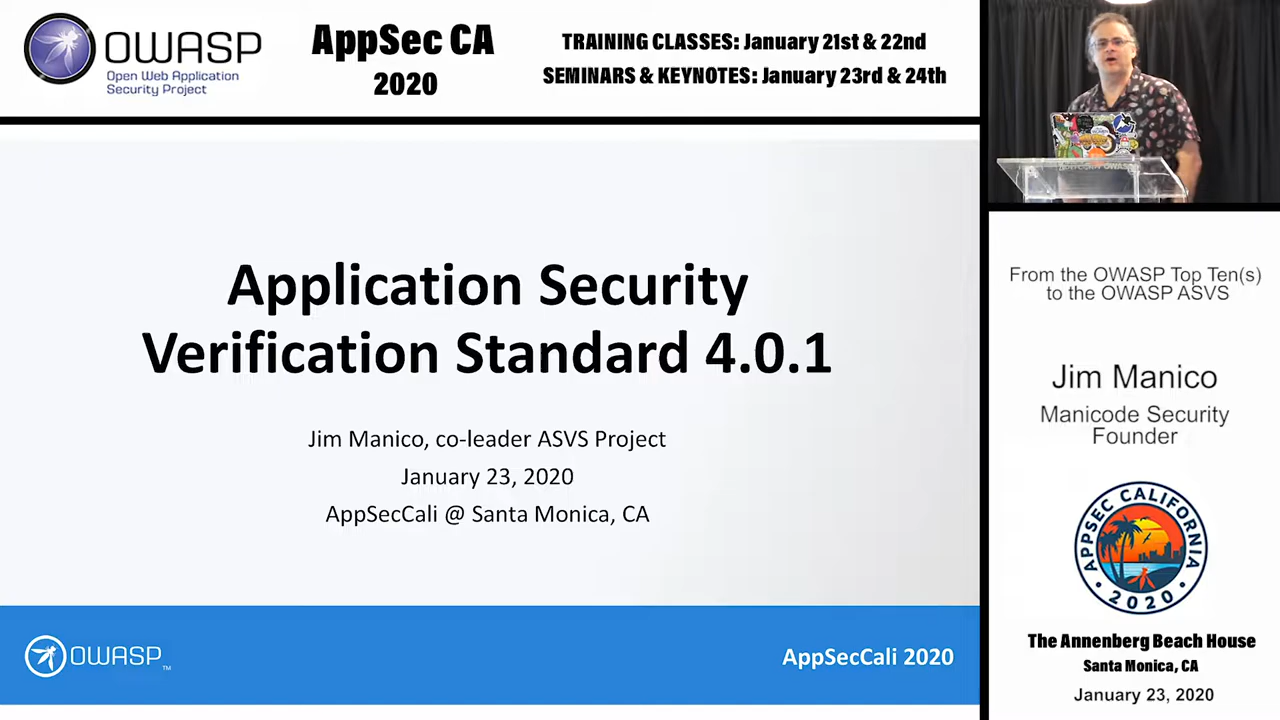 OWASP
Open Web Application
Security Project
AppSec CA
2020
TRAINING CLASSES: January 21st & 22nd
SEMINARS & KEYNOTES: January 23rd & 24th
Application Security
Verification Standard 4.0.1
Jim Manico, co-leader ASVS Project
January 23, 2020
AppSecCali @ Santa Monica, CA
OWASP TM
AppSecCali 2020
From the OWASP Top Ten(s)
to the OWASP ASVS
Jim Manico
Manicode Security
Founder
APPSEC CALIFORNIA
2020
The Annenberg Beach House
Santa Monica, CA
January 23, 2020